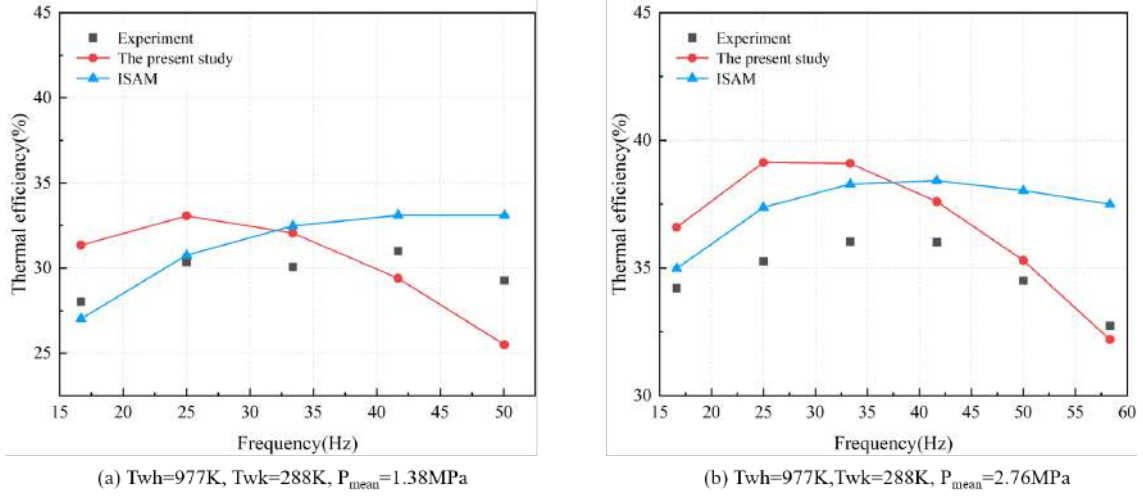 45
40
35
30
25
Thermal efficiency(%)
Experiment
The present study
ISAM
15 20 25 30 35 40 45 50
Frequency(Hz)
(a) Twh=977K, Twk=288K, Pmean=1.38MPa
45
40
35
30
Thermal efficiency(%)
Experiment
The present study
ISAM
15 20 25 30 35 40 45 50 55 60
Frequency(Hz)
(b) Twh=977K,Twk=288K, Pmean=2.76MPa